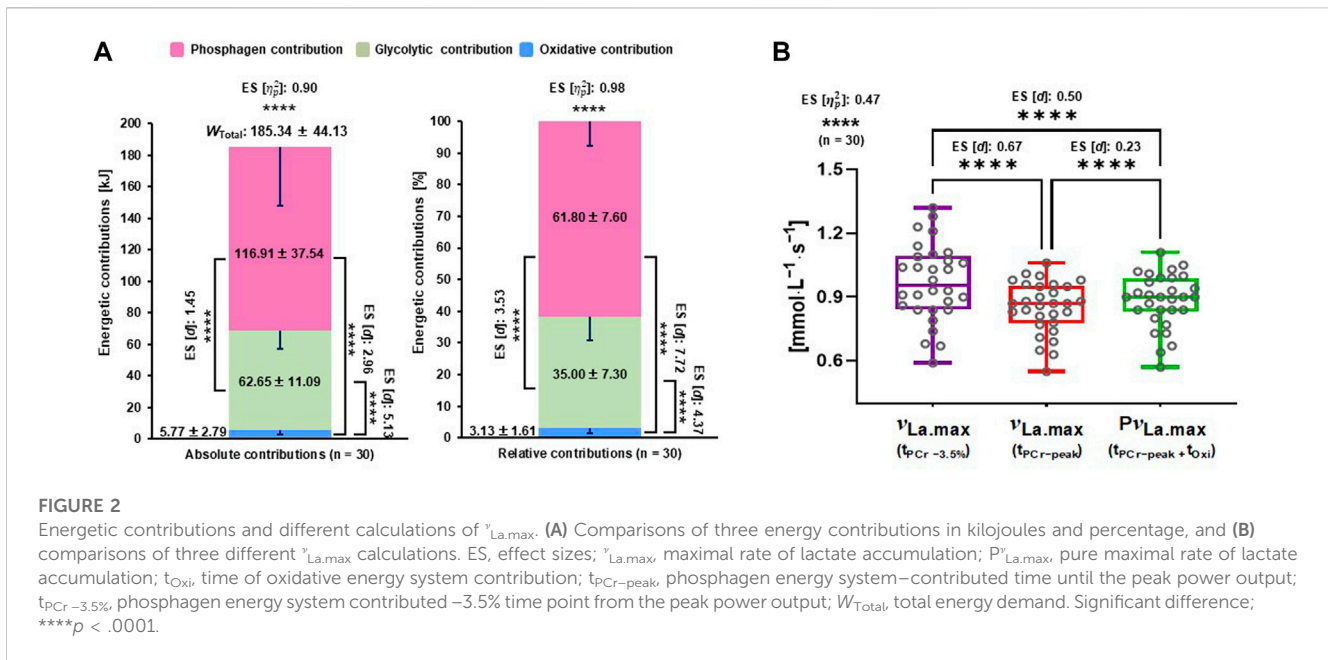 A
Phosphagen contribution Glycolytic contribution Oxidative contribution
ES [η²p]: 0.90
****
W Total: 185.34 ± 44.13
Energetic contributions [kJ]
200
180
160
140
120
100
80
60
40
20
0
116.91 ± 37.54
62.65 ± 11.09
5.77 ± 2.79
ES [d]: 1.45
****
ES [d]: 2.96
****
ES [d]: 5.13
****
Absolute contributions (n = 30)
ES [η²p]: 0.98
****
Energetic contributions [%]
100
90
80
70
60
50
40
30
20
10
0
61.80 ± 7.60
35.00 ± 7.30
3.13 ± 1.61
ES [d]: 3.53
****
ES [d]: 7.72
****
ES [d]: 4.37
****
Relative contributions (n = 30)
B
ES [η²p]: 0.47
****
(n = 30)
ES [d]: 0.50
****
ES [d]: 0.67
****
ES [d]: 0.23
****
[mmol·L⁻¹·s⁻¹]
1.5
1.2
0.9
0.6
νLa.max
(tPCr −3.5%)
νLa.max
(tPCr−peak)
PνLa.max
(tPCr−peak + tOxi)
FIGURE 2
Energetic contributions and different calculations of νLa.max. (A) Comparisons of three energy contributions in kilojoules and percentage, and (B)
comparisons of three different νLa.max calculations. ES, effect sizes; νLa.max, maximal rate of lactate accumulation; PνLa.max, pure maximal rate of lactate
accumulation; tOxi, time of oxidative energy system contribution; tPCr−peak, phosphagen energy system–contributed time until the peak power output;
tPCr −3.5%, phosphagen energy system contributed −3.5% time point from the peak power output; WTotal, total energy demand. Significant difference;
****p < .0001.